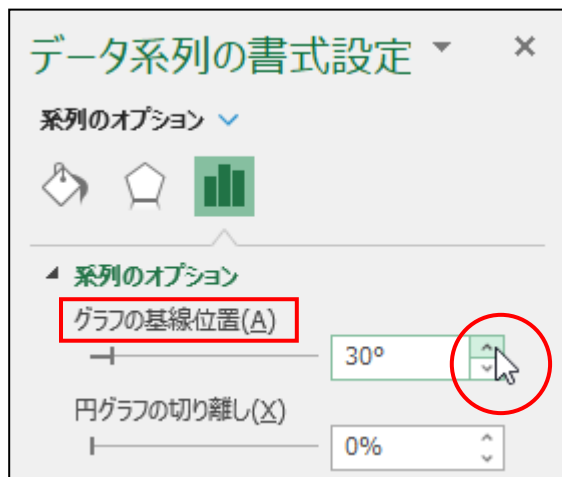 データ系列の書式設定
系列のオプション
系列のオプション
グラフの基線位置(A)
30°
円グラフの切り離し(X)
0%